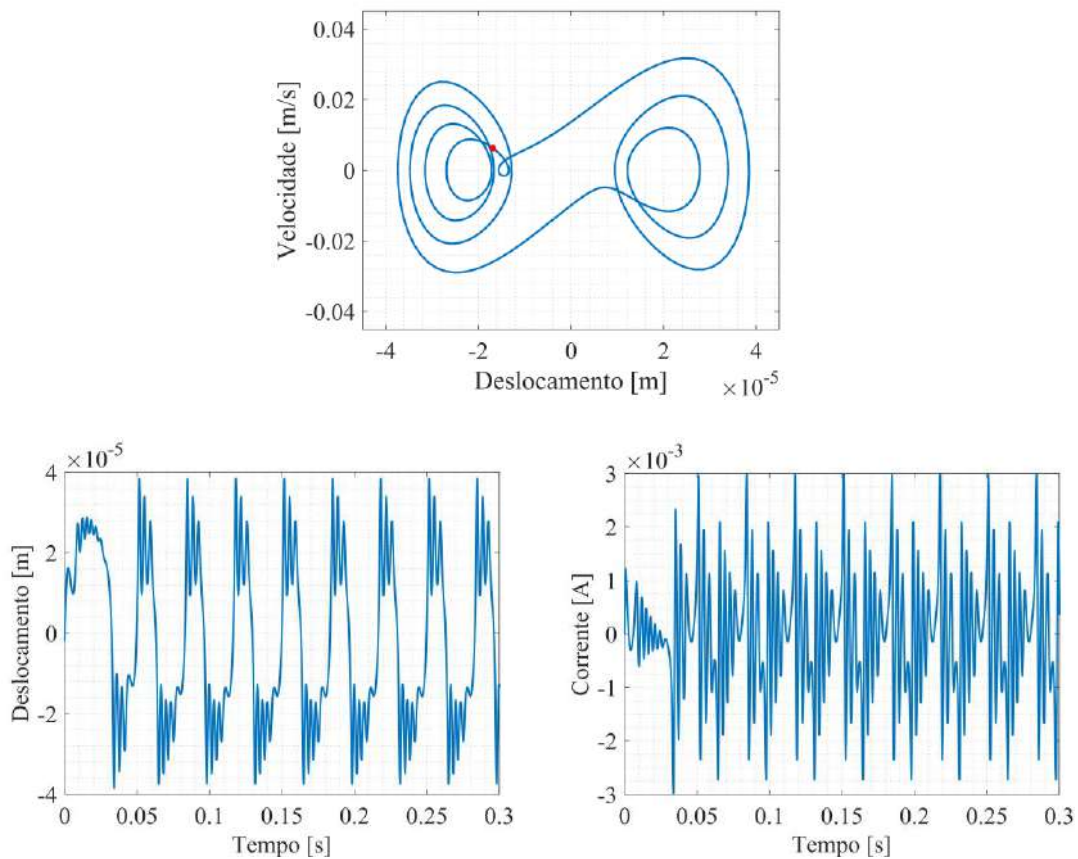 0.04
0.02
0
-0.02
-0.04
Velocidade [m/s]
-4 -2 0 2 4
Deslocamento [m] ×10-5
×10-5
4
2
0
-2
-4
Deslocamento [m]
0 0.05 0.1 0.15 0.2 0.25 0.3
Tempo [s]
×10-3
3
2
1
0
-1
-2
-3
Corrente [A]
0 0.05 0.1 0.15 0.2 0.25 0.3
Tempo [s]